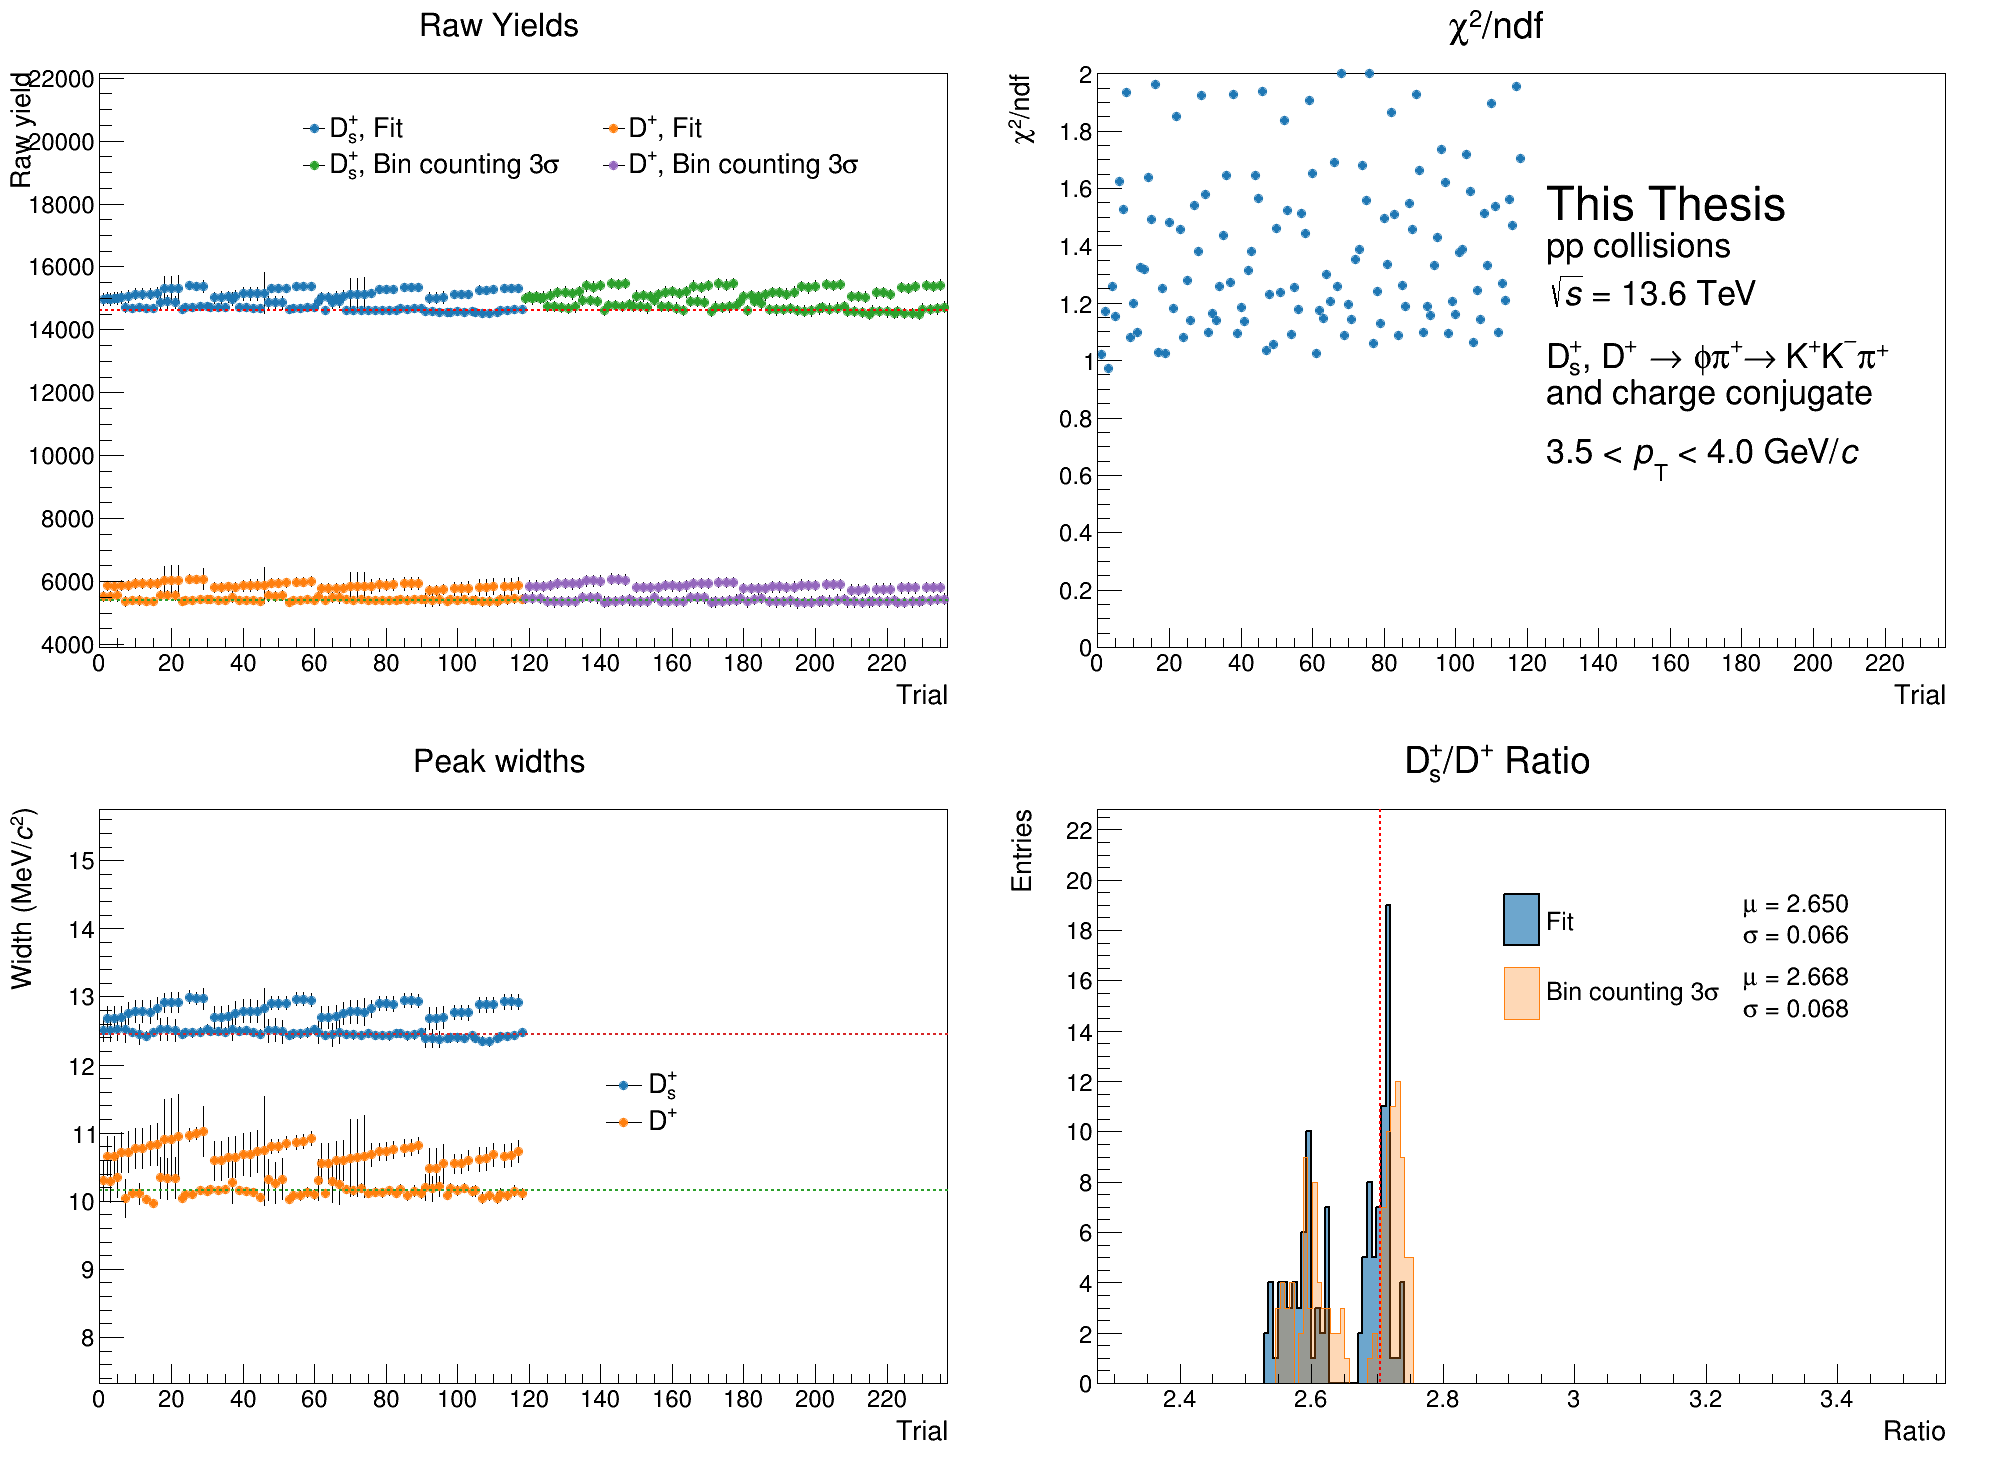 Raw Yields
Raw yield
22000
20000
18000
16000
14000
12000
10000
8000
6000
4000
D_s^+, Fit
D^+, Fit
D_s^+, Bin counting 3σ
D^+, Bin counting 3σ
0 20 40 60 80 100 120 140 160 180 200 220
Trial
χ²/ndf
χ²/ndf
2
1.8
1.6
1.4
1.2
1
0.8
0.6
0.4
0.2
0
This Thesis
pp collisions
√s = 13.6 TeV
D_s^+, D^+ → ϕπ^+→ K^+K^−π^+
and charge conjugate
3.5 < p_T < 4.0 GeV/c
0 20 40 60 80 100 120 140 160 180 200 220
Trial
Peak widths
Width (MeV/c²)
15
14
13
12
11
10
9
8
D_s^+
D^+
0 20 40 60 80 100 120 140 160 180 200 220
Trial
D_s^+/D^+ Ratio
Entries
22
20
18
16
14
12
10
8
6
4
2
0
Fit
μ = 2.650
σ = 0.066
Bin counting 3σ
μ = 2.668
σ = 0.068
2.4 2.6 2.8 3 3.2 3.4
Ratio